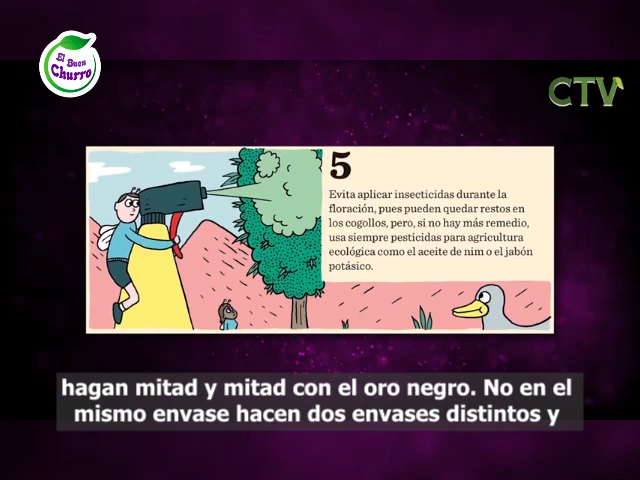 El Buen
Churro
CTV
5
Evita aplicar insecticidas durante la
floración, pues pueden quedar restos en
los cogollos, pero, si no hay más remedio,
usa siempre pesticidas para agricultura
ecológica como el aceite de nim o el jabón
potásico.
hagan mitad y mitad con el oro negro. No en el
mismo envase hacen dos envases distintos y